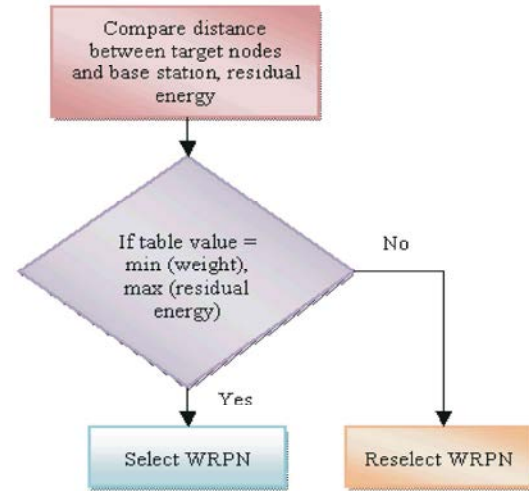 Compare distance
between target nodes
and base station, residual
energy
If table value =
min (weight),
max (residual
energy)
No
Yes
Select WRPN
Reselect WRPN